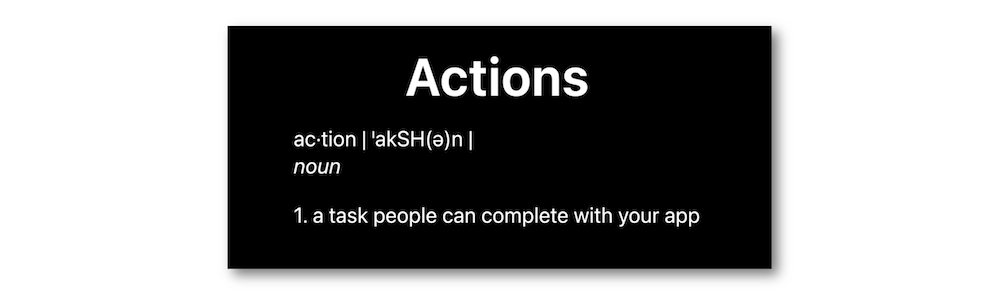 Actions
ac·tion | ˈakSH(ə)n |
noun
1. a task people can complete with your app